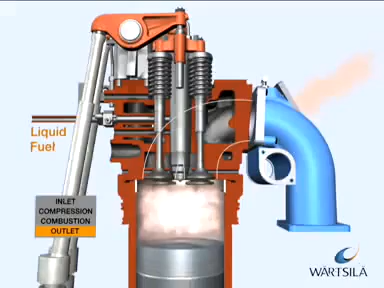 Liquid
Fuel
INLET
COMPRESSION
COMBUSTION
OUTLET
WÄRTSILÄ